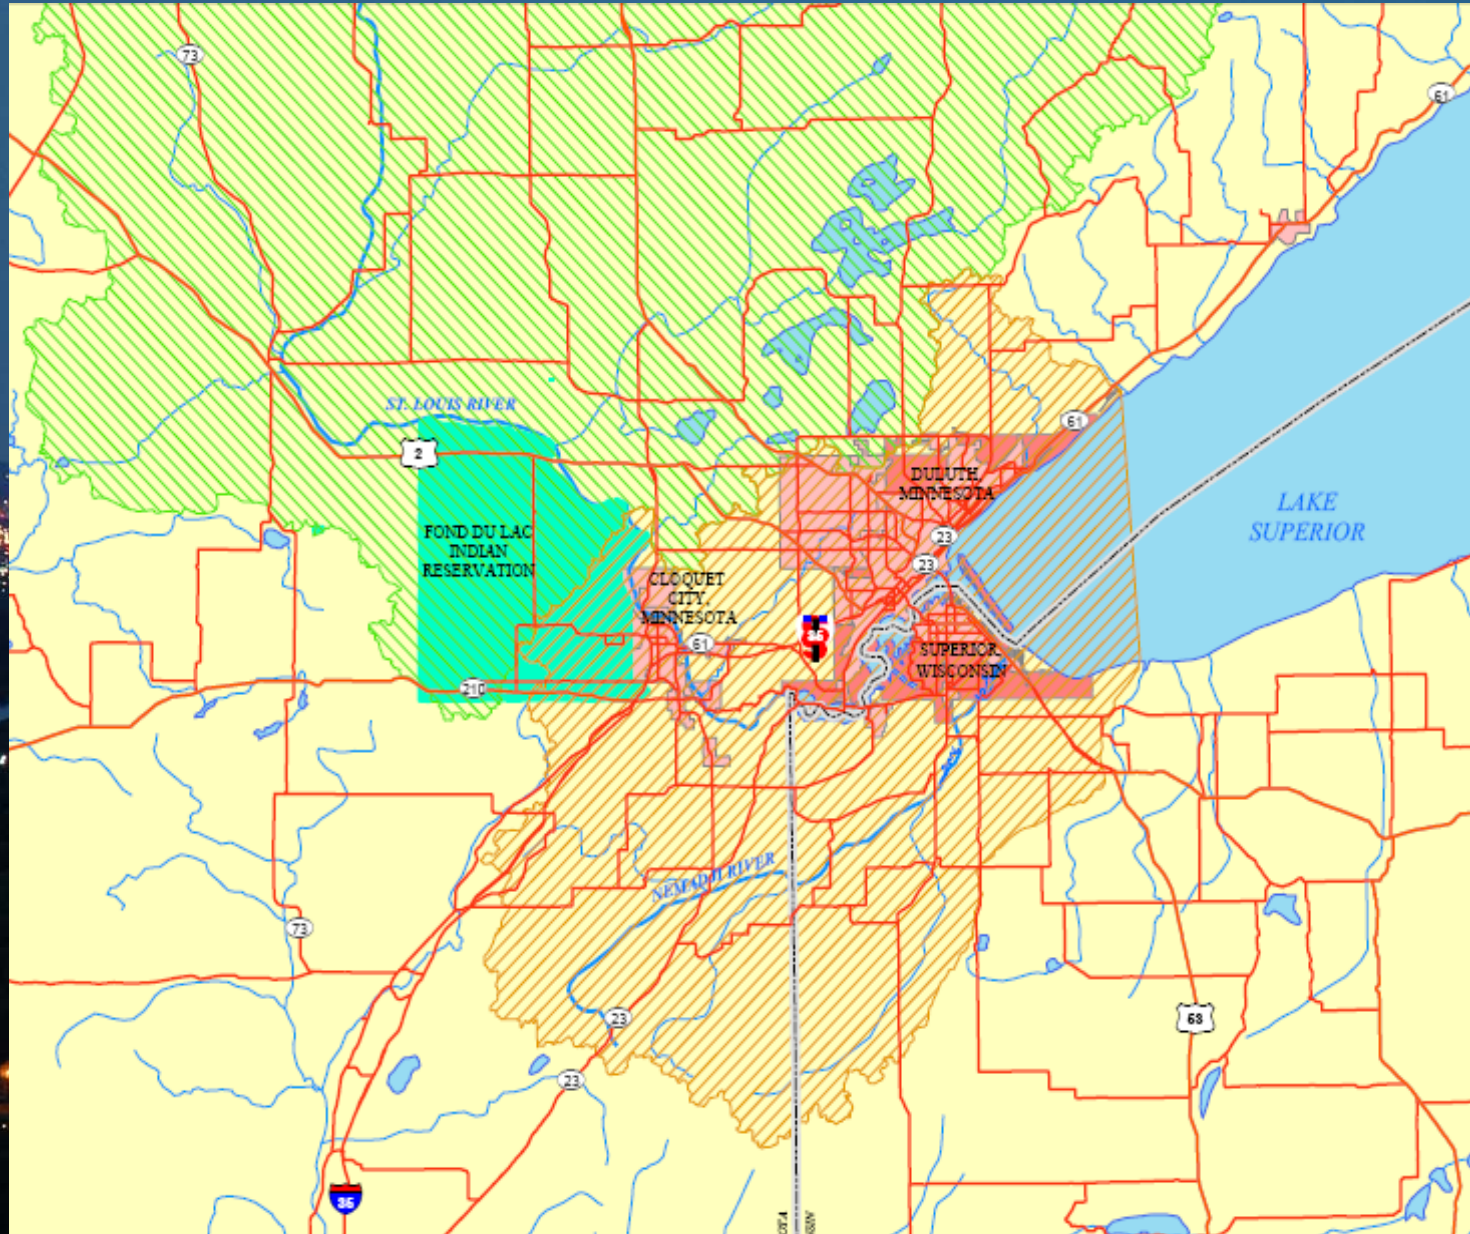 73
61
ST. LOUIS RIVER
2
61
DULUTH,
MINNESOTA
LAKE
SUPERIOR
23
23
FOND DU LAC
INDIAN
RESERVATION
CLOQUET
CITY,
MINNESOTA
61
35
SUPERIOR,
WISCONSIN
210
NEMADJI RIVER
73
23
53
23
35